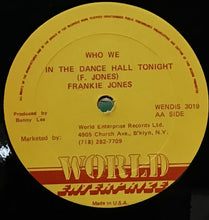 WHO WE
IN THE DANCE HALL TONIGHT
(F. JONES)
FRANKIE JONES
WENDIS 3019
AA SIDE
Produced by
Bunny Lee
Marketed by:
World Enterprise Records Ltd.
4905 Church Ave., B'klyn, N.Y.
(718) 282-7709
WORLD
ENTERPRIZE
Made in U.S.A.